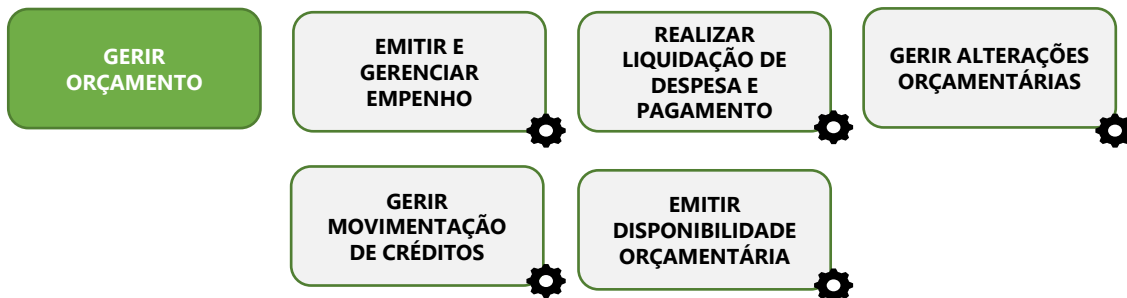 GERIR
ORÇAMENTO
EMITIR E
GERENCIAR
EMPENHO
REALIZAR
LIQUIDAÇÃO DE
DESPESA E
PAGAMENTO
GERIR ALTERAÇÕES
ORÇAMENTÁRIAS
GERIR
MOVIMENTAÇÃO
DE CRÉDITOS
EMITIR
DISPONIBILIDADE
ORÇAMENTÁRIA